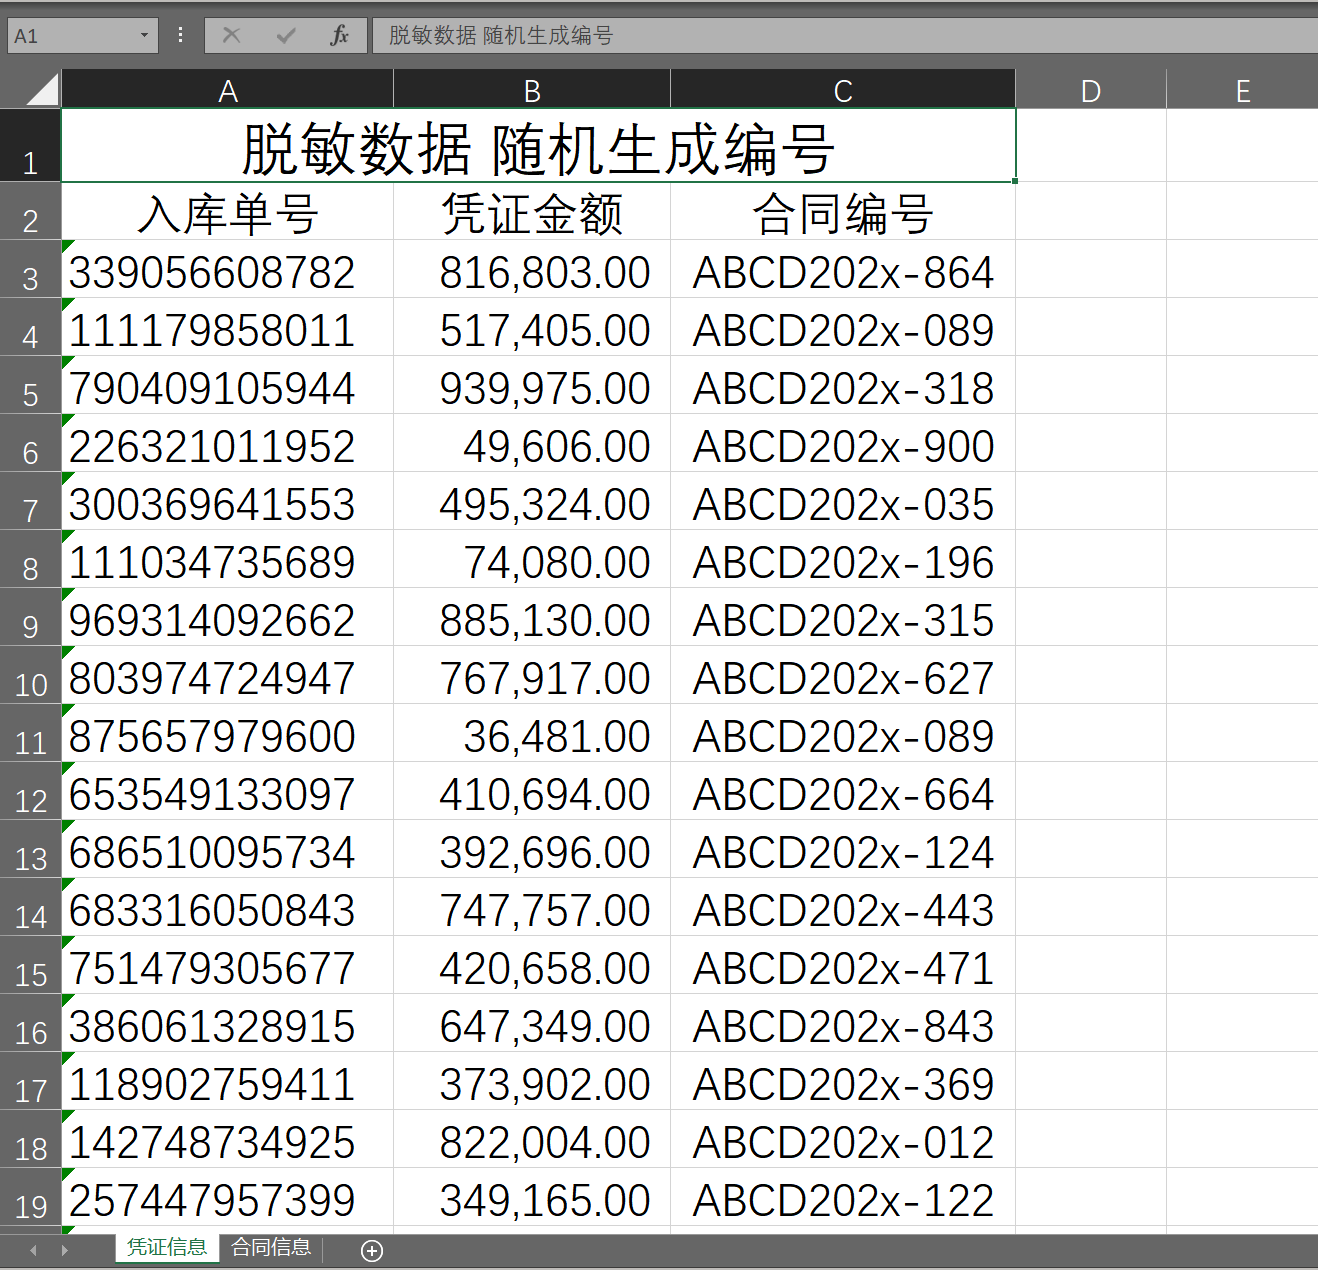 A1 fx 脱敏数据 随机生成编号
A B C D E
1 脱敏数据 随机生成编号
2 入库单号 凭证金额 合同编号
3 339056608782 816,803.00 ABCD202x-864
4 111179858011 517,405.00 ABCD202x-089
5 790409105944 939,975.00 ABCD202x-318
6 226321011952 49,606.00 ABCD202x-900
7 300369641553 495,324.00 ABCD202x-035
8 111034735689 74,080.00 ABCD202x-196
9 969314092662 885,130.00 ABCD202x-315
10 803974724947 767,917.00 ABCD202x-627
11 875657979600 36,481.00 ABCD202x-089
12 653549133097 410,694.00 ABCD202x-664
13 686510095734 392,696.00 ABCD202x-124
14 683316050843 747,757.00 ABCD202x-443
15 751479305677 420,658.00 ABCD202x-471
16 386061328915 647,349.00 ABCD202x-843
17 118902759411 373,902.00 ABCD202x-369
18 142748734925 822,004.00 ABCD202x-012
19 257447957399 349,165.00 ABCD202x-122
凭证信息 合同信息